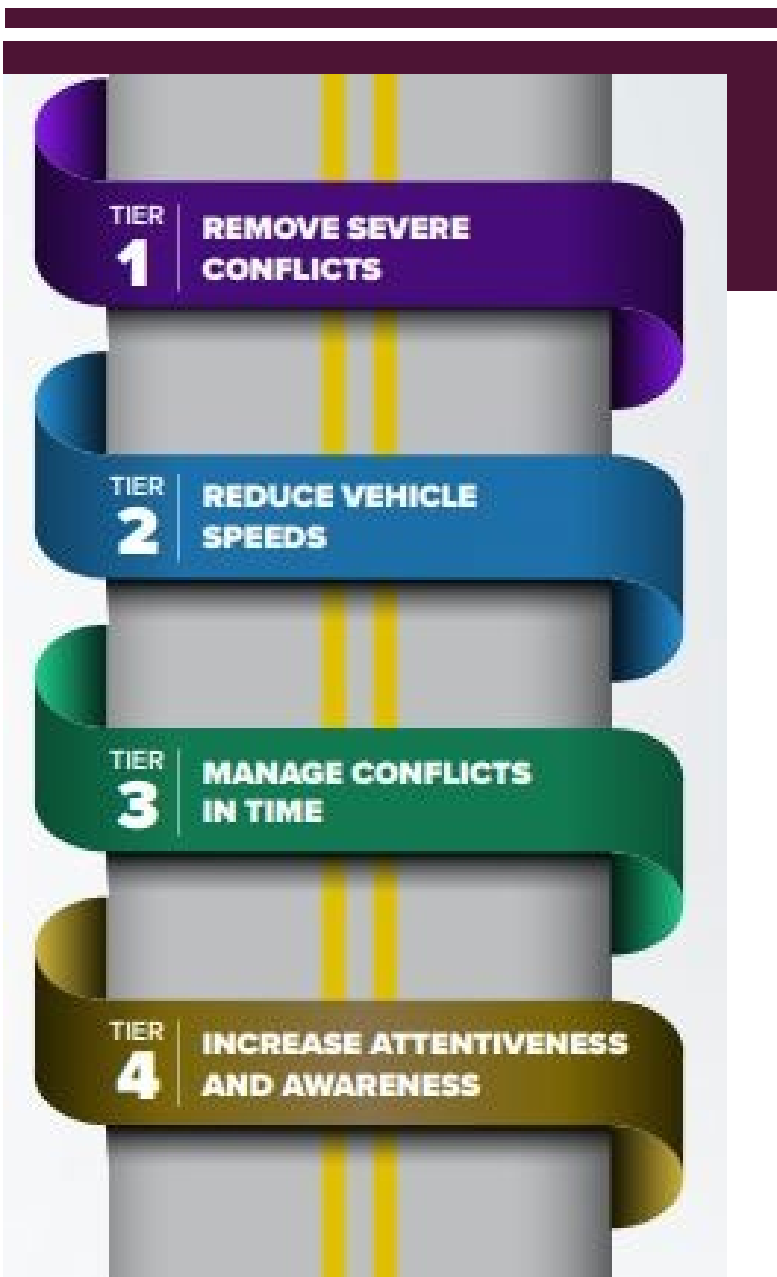 TIER
1
REMOVE SEVERE
CONFLICTS
TIER
2
REDUCE VEHICLE
SPEEDS
TIER
3
MANAGE CONFLICTS
IN TIME
TIER
4
INCREASE ATTENTIVENESS
AND AWARENESS